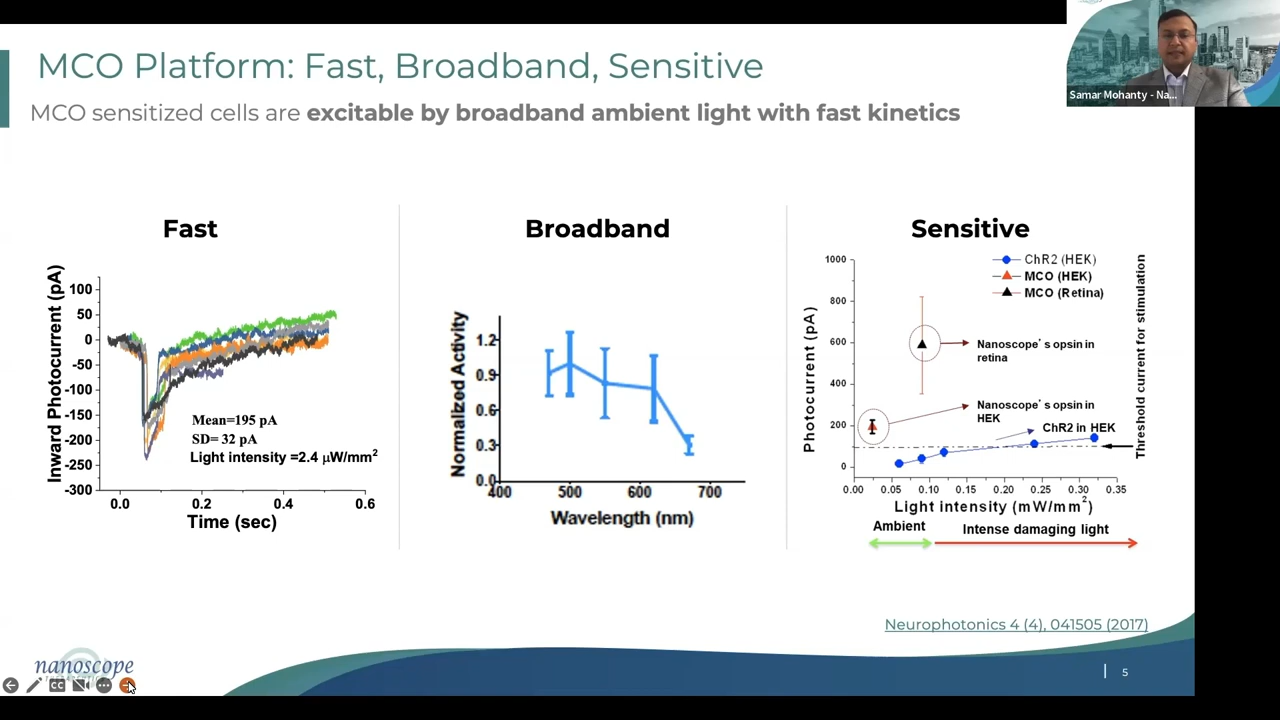 MCO Platform: Fast, Broadband, Sensitive
MCO sensitized cells are excitable by broadband ambient light with fast kinetics
Samar Mohanty - Na...
Fast
Inward Photocurrent (pA)
100
50
0
-50
-100
-150
-200
-250
-300
Mean=195 pA
SD= 32 pA
Light intensity =2.4 μW/mm²
0.0 0.2 0.4 0.6
Time (sec)
Broadband
Normalized Activity
1.2
0.9
0.6
0.3
0.0
400 500 600 700
Wavelength (nm)
Sensitive
Photocurrent (pA)
1000
800
600
400
200
0
ChR2 (HEK)
MCO (HEK)
MCO (Retina)
Nanoscope's opsin in
retina
Nanoscope's opsin in
HEK
ChR2 in HEK
Threshold current for stimulation
0.00 0.05 0.10 0.15 0.20 0.25 0.30 0.35
Light intensity (mW/mm²)
Ambient
Intense damaging light
Neurophotonics 4 (4), 041505 (2017)
nanoscope
CC
5